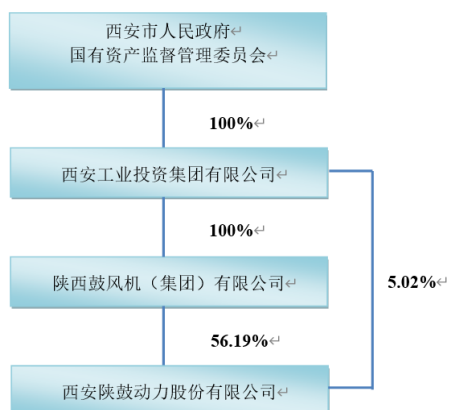 西安市人民政府↵
国有资产监督管理委员会↵
100%↵
西安工业投资集团有限公司↵
100%↵
陕西鼓风机（集团）有限公司↵
5.02%↵
56.19%↵
西安陕鼓动力股份有限公司↵